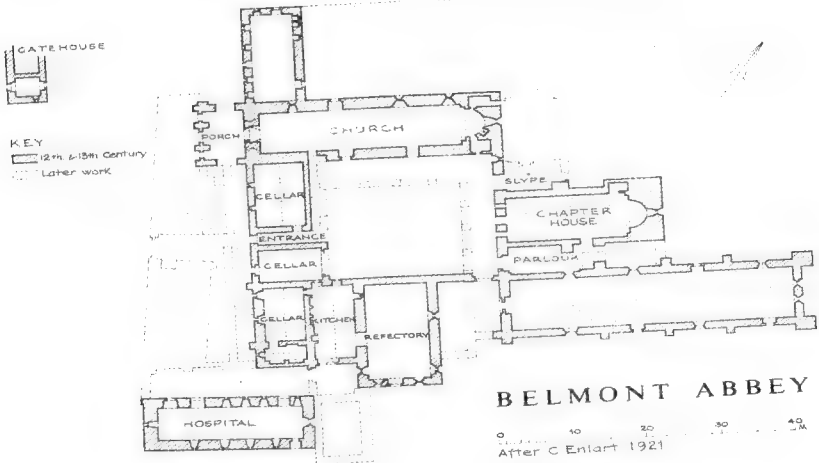 GATEHOUSE
KEY
12th & 13th Century
Later work
PORCH
CHURCH
CELLAR
ENTRANCE
CELLAR
CELLAR
KITCHEN
REFECTORY
SLYPE
CHAPTER
HOUSE
PARLOUR
HOSPITAL
BELMONT ABBEY
0 10 20 30 40
M
After C Enlart 1921